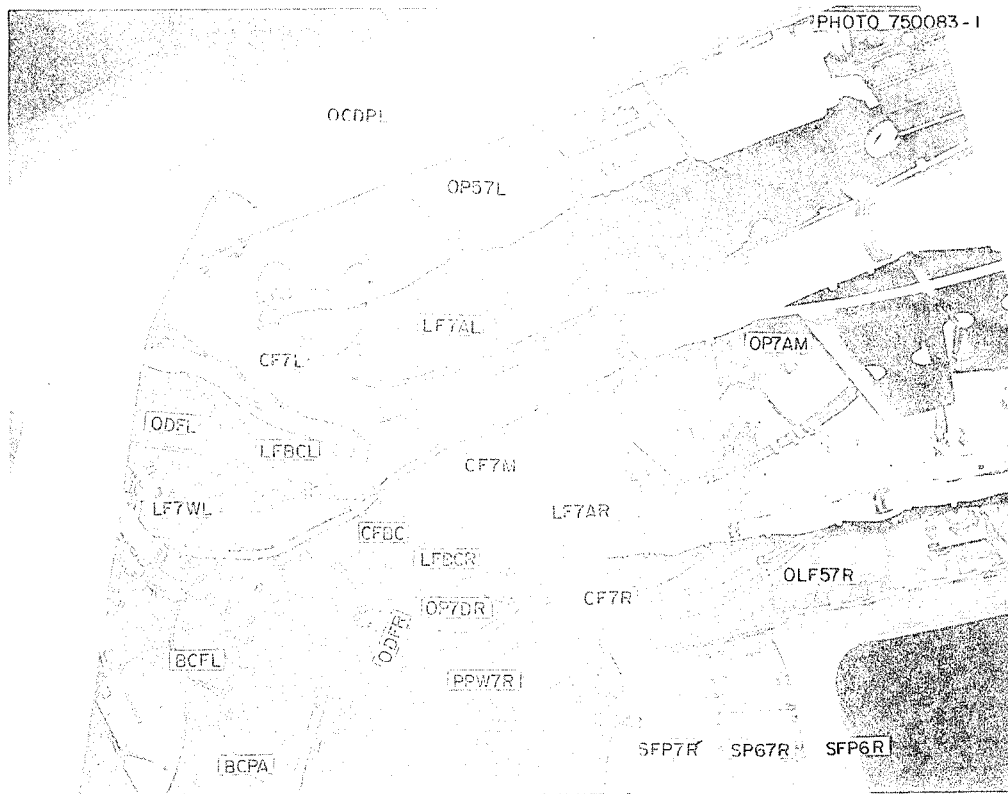 PHOTO 750083-1
OCDPL
OP57L
LF7AL
OP7AM
CF7L
ODFL
LFBCL
CF7M
LF7WL
LF7AR
CFBC
LFBCR
OLF57R
CF7R
OP7DR
ODFR
BCFL
PPW7R
SFP7R SP67R SFP6R
BCPA